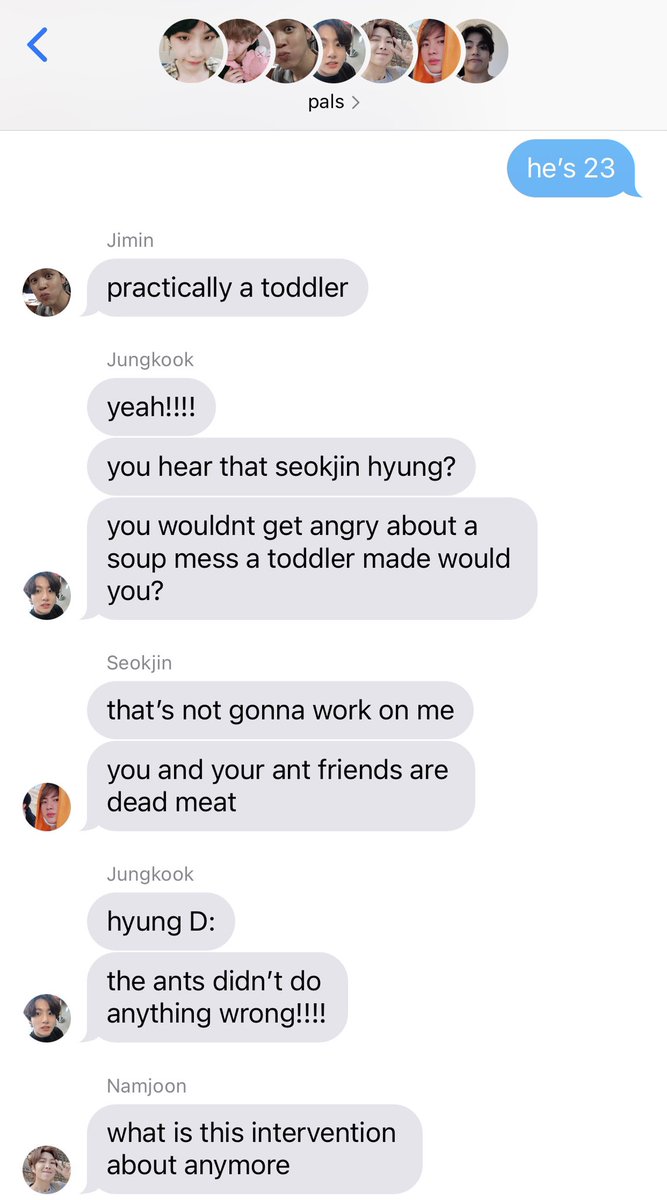 pals
he’s 23
Jimin
practically a toddler
Jungkook
yeah!!!!
you hear that seokjin hyung?
you wouldnt get angry about a
soup mess a toddler made would
you?
Seokjin
that’s not gonna work on me
you and your ant friends are
dead meat
Jungkook
hyung D:
the ants didn’t do
anything wrong!!!!
Namjoon
what is this intervention
about anymore